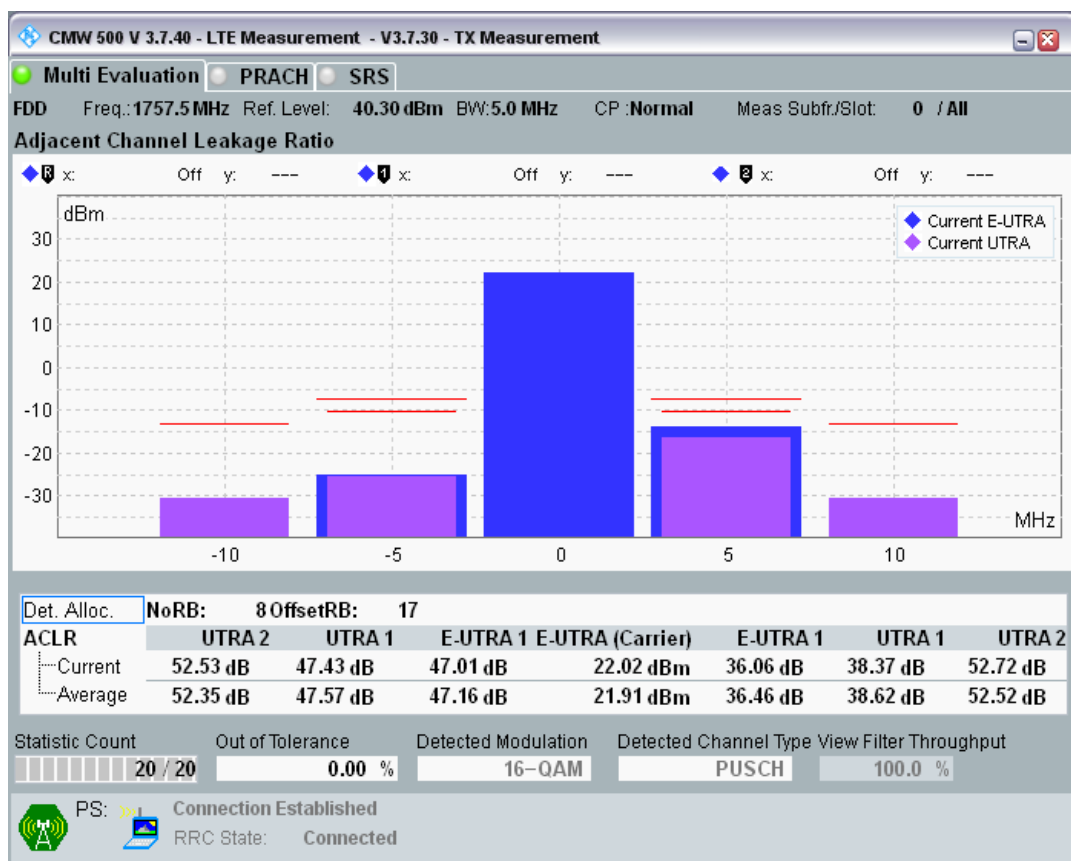 CMW 500 V 3.7.40 - LTE Measurement - V3.7.30 - TX Measurement
Multi Evaluation PRACH SRS
FDD Freq.: 1757.5 MHz Ref. Level: 40.30 dBm BW: 5.0 MHz CP : Normal Meas Subfr./Slot: 0 / All
Adjacent Channel Leakage Ratio
R x: Off y: --- 1 x: Off y: --- 2 x: Off y: ---
dBm
Current E-UTRA
Current UTRA
30
20
10
0
-10
-20
-30
MHz
-10 -5 0 5 10
Det. Alloc. NoRB: 8 OffsetRB: 17
ACLR UTRA 2 UTRA 1 E-UTRA 1 E-UTRA (Carrier) E-UTRA 1 UTRA 1 UTRA 2
Current 52.53 dB 47.43 dB 47.01 dB 22.02 dBm 36.06 dB 38.37 dB 52.72 dB
Average 52.35 dB 47.57 dB 47.16 dB 21.91 dBm 36.46 dB 38.62 dB 52.52 dB
Statistic Count Out of Tolerance Detected Modulation Detected Channel Type View Filter Throughput
20 / 20 0.00 % 16-QAM PUSCH 100.0 %
PS: Connection Established
RRC State: Connected